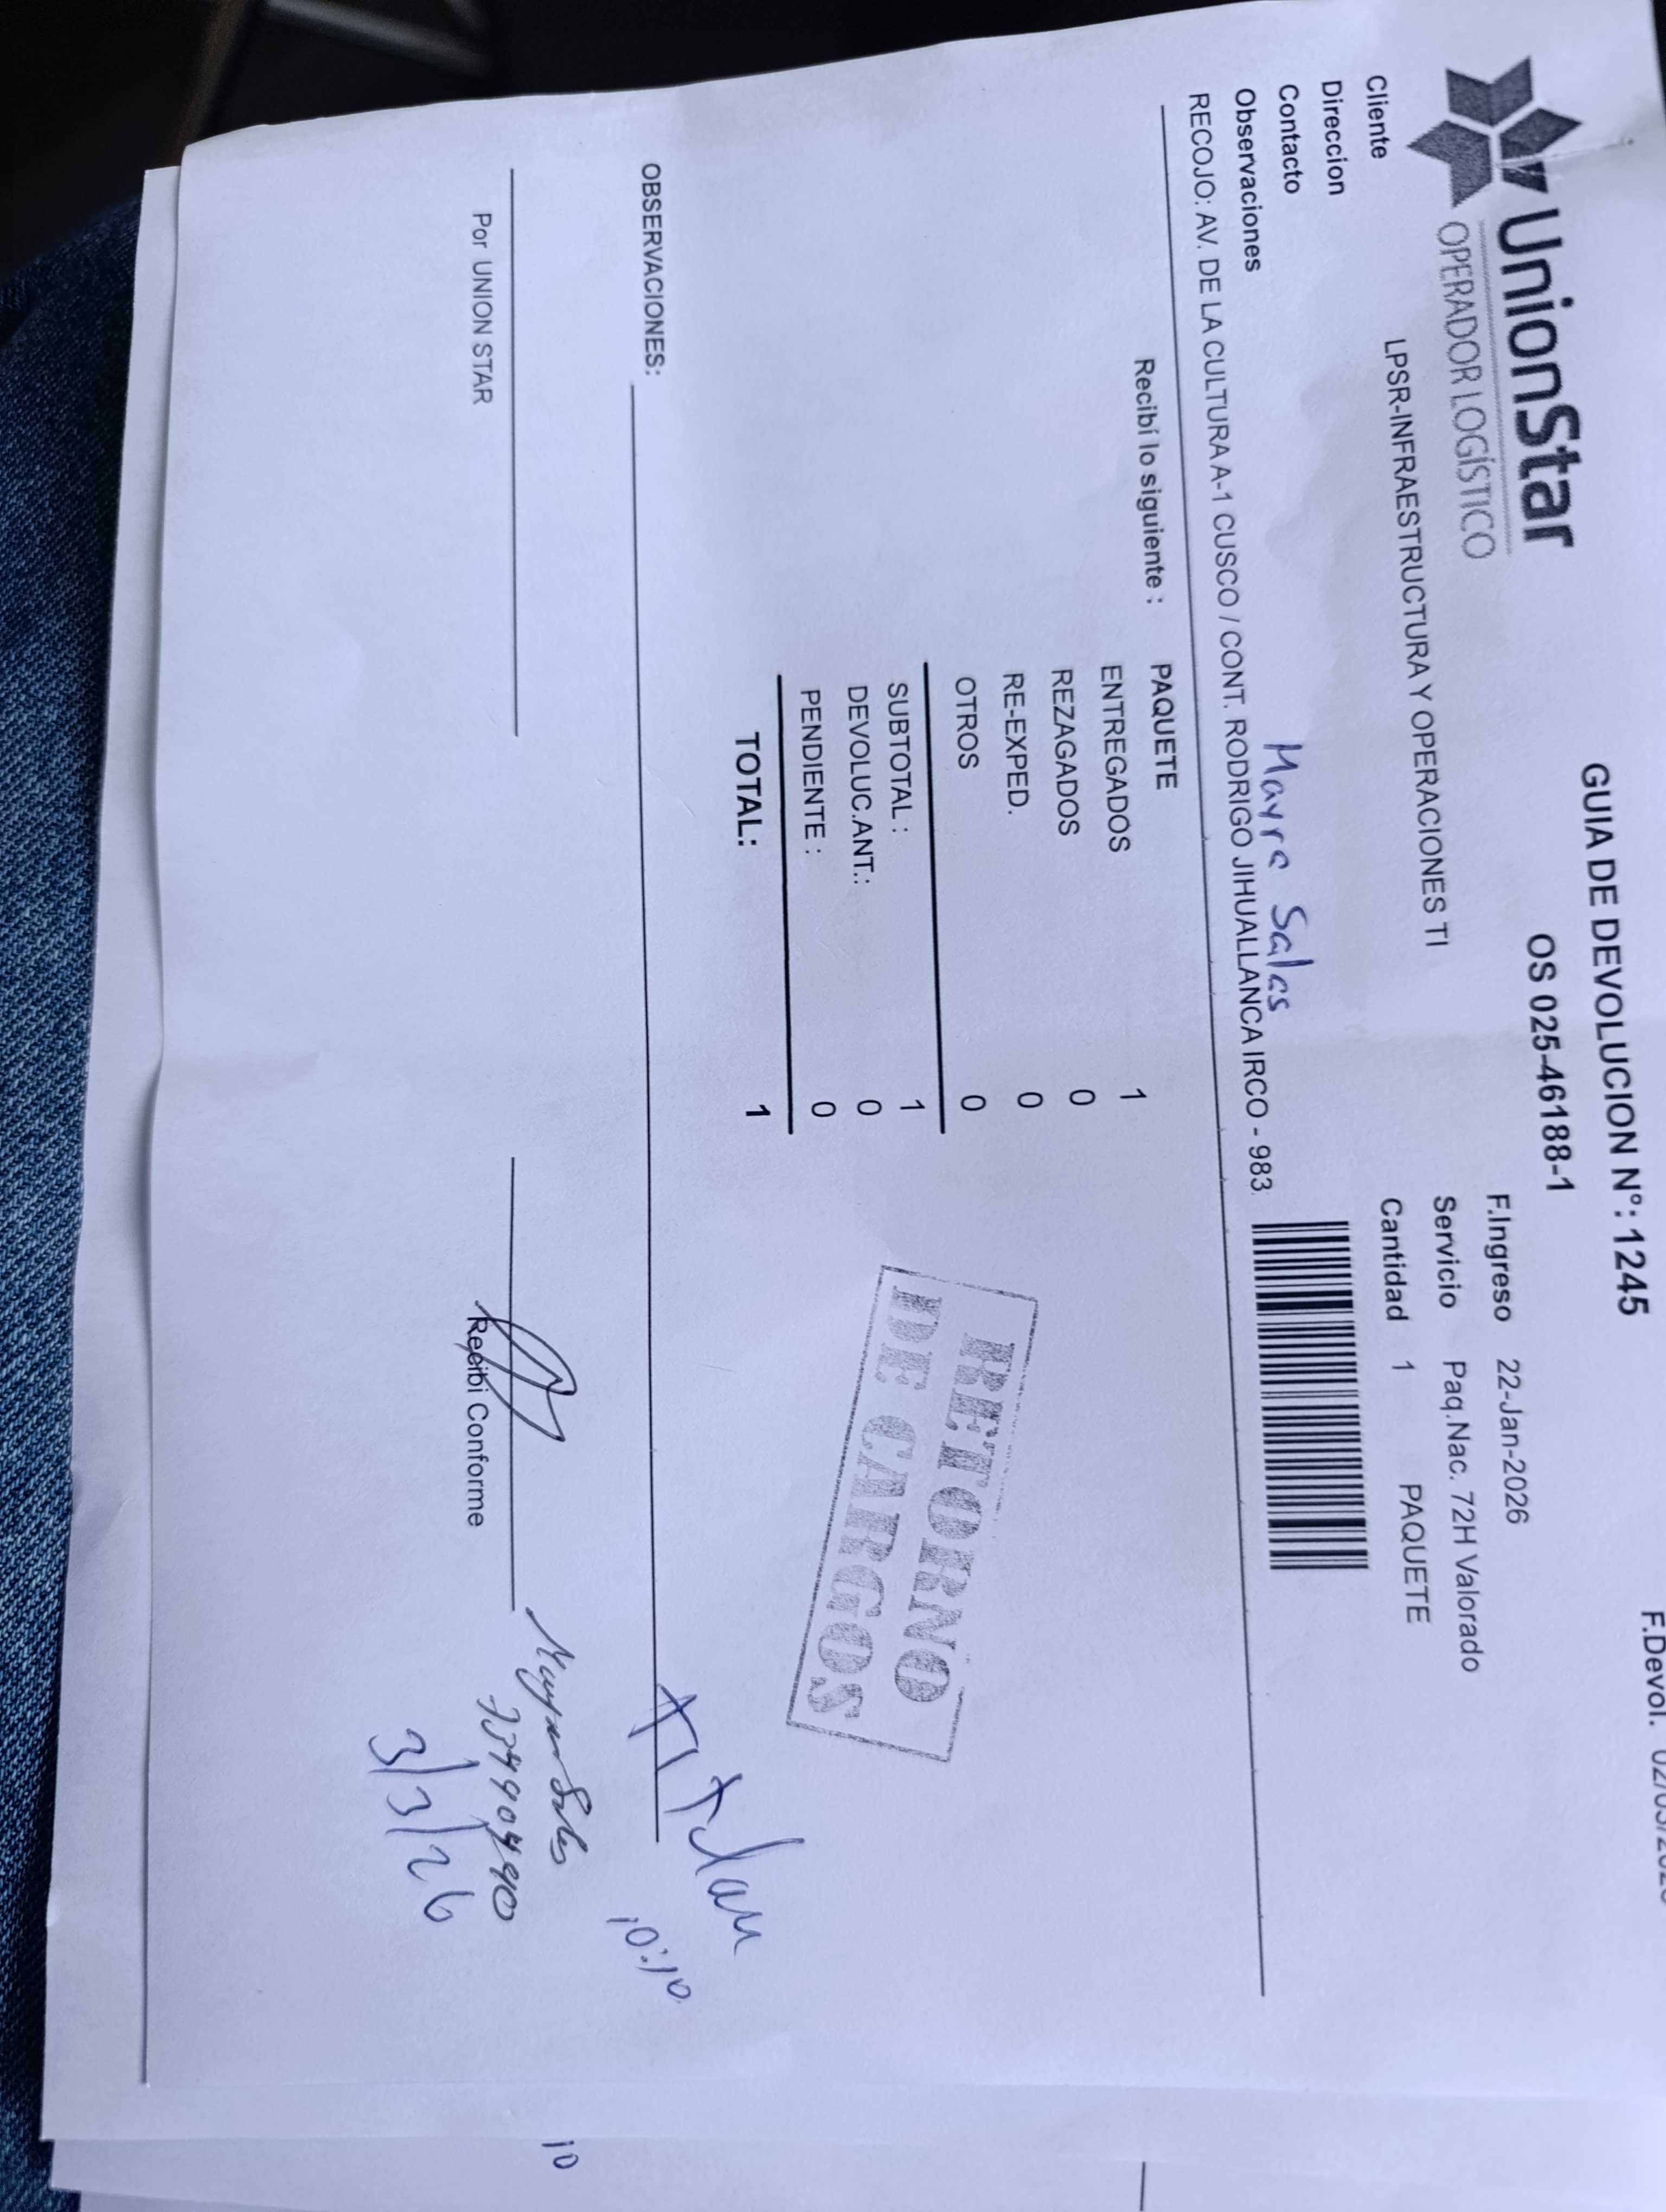 UnionStar
OPERADOR LOGÍSTICO
GUIA DE DEVOLUCION N°: 1245
F.Devol.
OS 025-46188-1
F.Ingreso 22-Jan-2026
Cliente LPSR-INFRAESTRUCTURA Y OPERACIONES TI
Servicio Paq.Nac. 72H Valorado
Direccion
Cantidad 1 PAQUETE
Contacto
Mayra Salas
Observaciones
RECOJO: AV. DE LA CULTURA A-1 CUSCO / CONT. RODRIGO JIHUALLANCA IRCO - 983
Recibí lo siguiente : PAQUETE
ENTREGADOS 1
REZAGADOS 0
RE-EXPED. 0
OTROS 0
SUBTOTAL : 1
DEVOLUC.ANT.: 0
PENDIENTE : 0
TOTAL: 1
RETORNO
DE CARGOS
OBSERVACIONES:
10:10
Mayra Salas
Por UNION STAR
Recibi Conforme
3/3/26
10